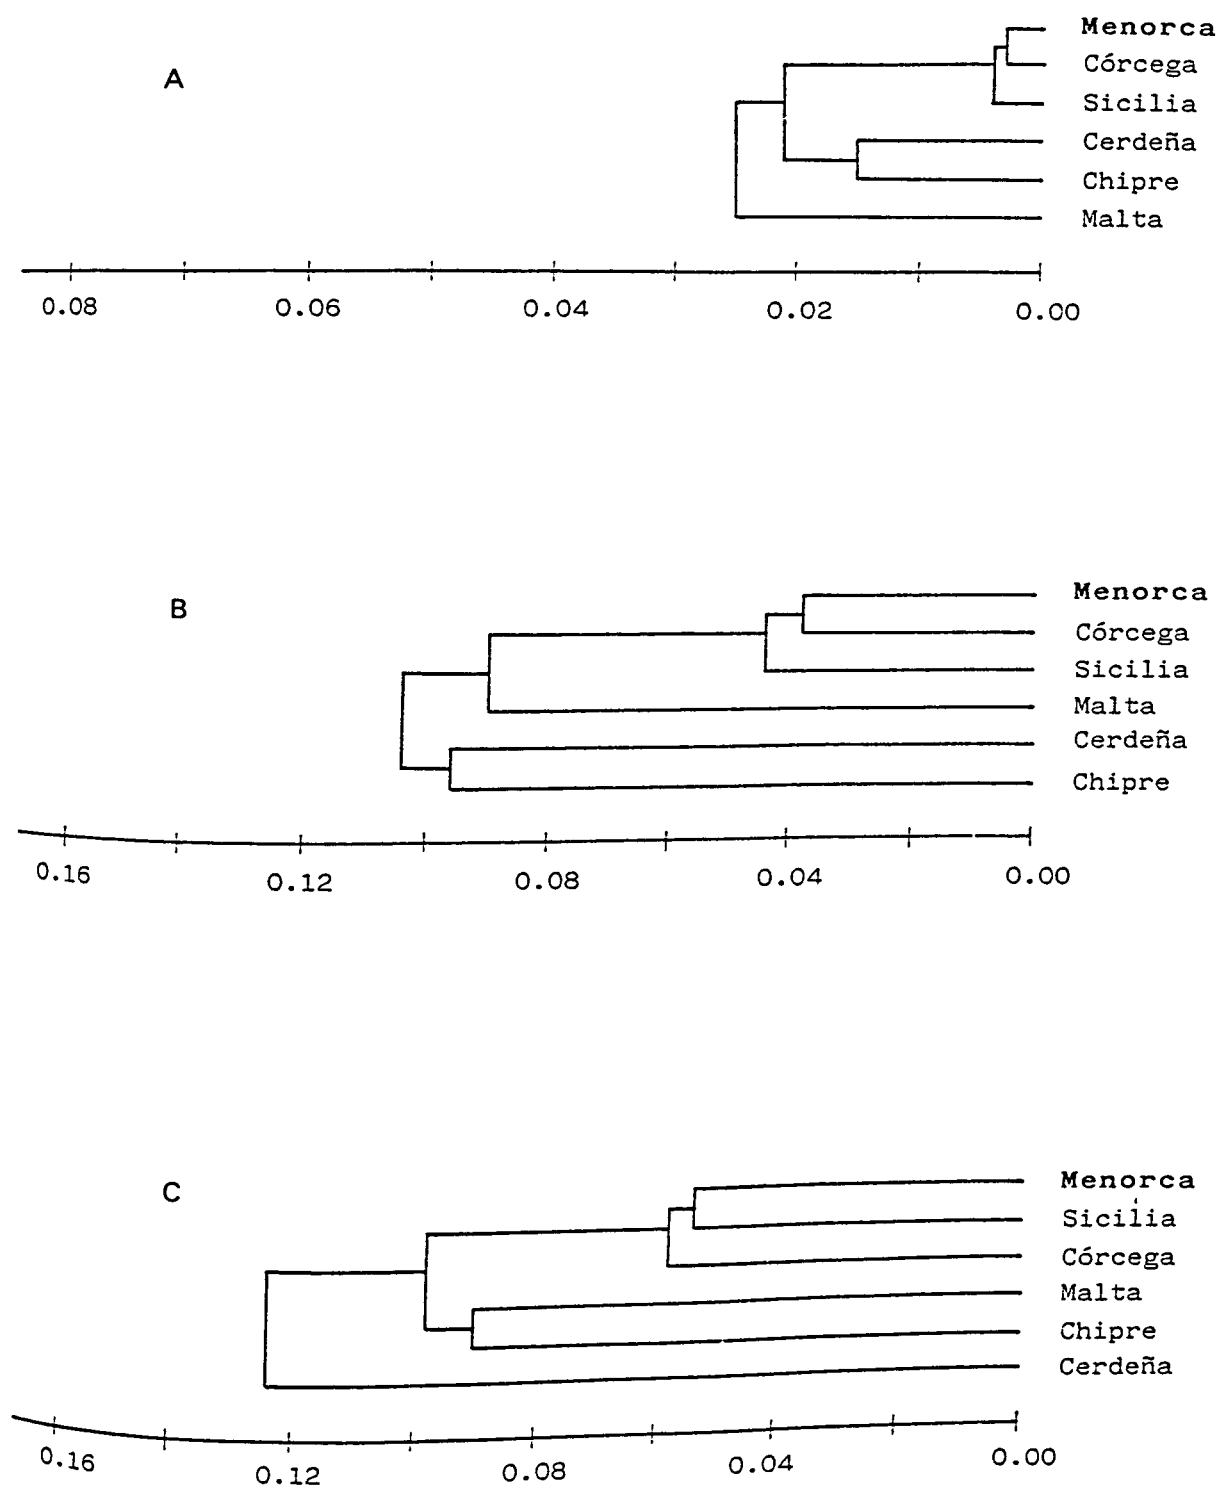 A
Menorca
Córcega
Sicilia
Cerdeña
Chipre
Malta
0.08 0.06 0.04 0.02 0.00
B
Menorca
Córcega
Sicilia
Malta
Cerdeña
Chipre
0.16 0.12 0.08 0.04 0.00
C
Menorca
Sicilia
Córcega
Malta
Chipre
Cerdeña
0.16 0.12 0.08 0.04 0.00